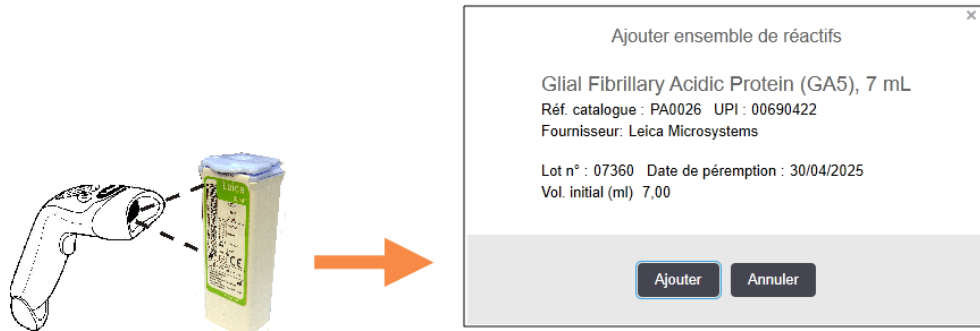 Ajouter ensemble de réactifs
Glial Fibrillary Acidic Protein (GA5), 7 mL
Réf. catalogue : PA0026 UPI : 00690422
Fournisseur: Leica Microsystems
Lot n° : 07360 Date de péremption : 30/04/2025
Vol. initial (ml) 7,00
Ajouter
Annuler
Leica